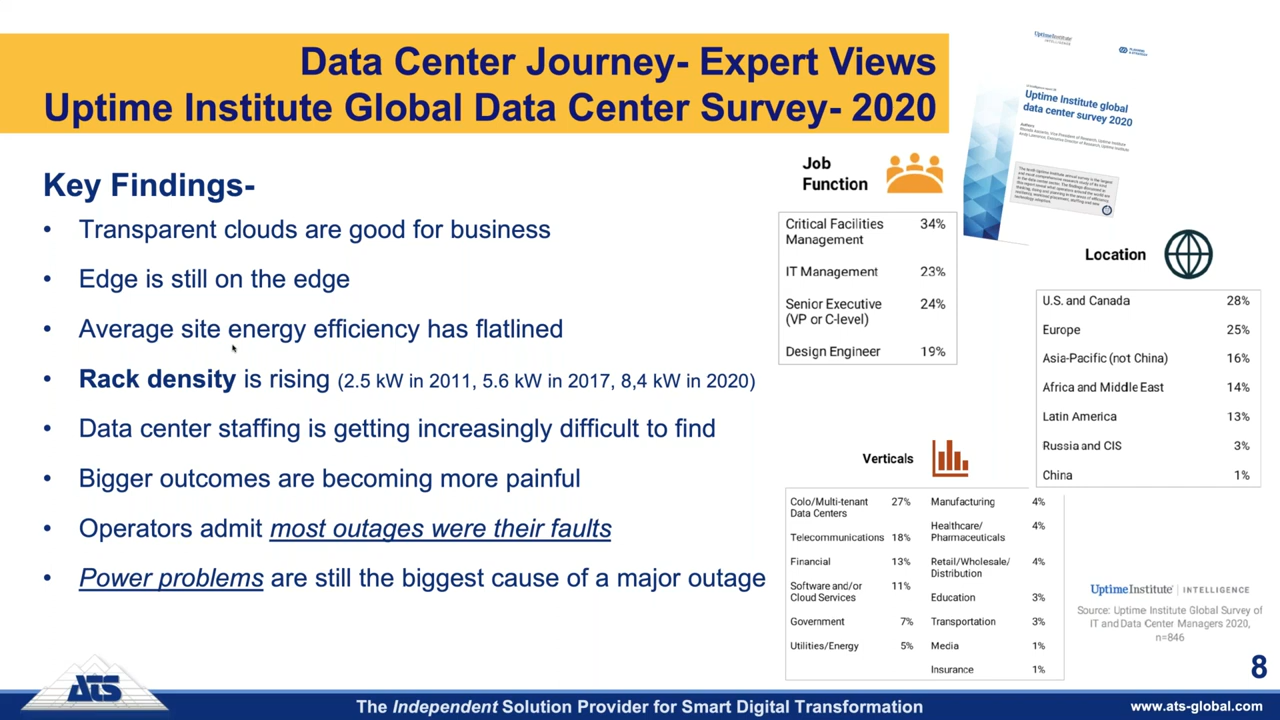 Data Center Journey- Expert Views
Uptime Institute Global Data Center Survey- 2020
Key Findings-
• Transparent clouds are good for business
• Edge is still on the edge
• Average site energy efficiency has flatlined
• Rack density is rising (2.5 kW in 2011, 5.6 kW in 2017, 8,4 kW in 2020)
• Data center staffing is getting increasingly difficult to find
• Bigger outcomes are becoming more painful
• Operators admit most outages were their faults
• Power problems are still the biggest cause of a major outage
UptimeInstitute
INTELLIGENCE
Uptime Institute global
data center survey 2020
Authors
Job
Function
Critical Facilities 34%
Management
IT Management 23%
Senior Executive 24%
(VP or C-level)
Design Engineer 19%
Location
U.S. and Canada 28%
Europe 25%
Asia-Pacific (not China) 16%
Africa and Middle East 14%
Latin America 13%
Russia and CIS 3%
China 1%
Verticals
Colo/Multi-tenant 27%
Data Centers
Telecommunications 18%
Financial 13%
Software and/or 11%
Cloud Services
Government 7%
Utilities/Energy 5%
Manufacturing 4%
Healthcare/ 4%
Pharmaceuticals
Retail/Wholesale/ 4%
Distribution
Education 3%
Transportation 3%
Media 1%
Insurance 1%
UptimeInstitute | INTELLIGENCE
Source: Uptime Institute Global Survey of
IT and Data Center Managers 2020,
n=846
8
ATS
The Independent Solution Provider for Smart Digital Transformation
www.ats-global.com